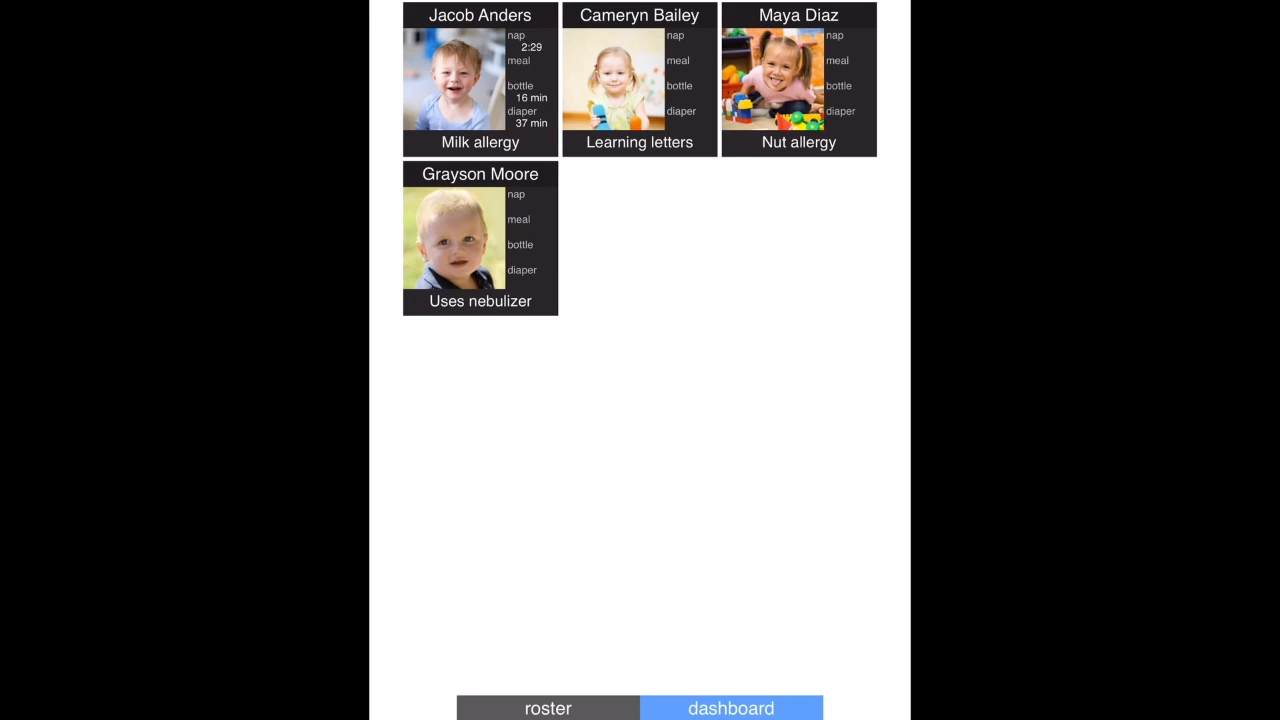 Jacob Anders
nap
2:29
meal
bottle
16 min
diaper
37 min
Milk allergy
Cameryn Bailey
nap
meal
bottle
diaper
Learning letters
Maya Diaz
nap
meal
bottle
diaper
Nut allergy
Grayson Moore
nap
meal
bottle
diaper
Uses nebulizer
roster
dashboard